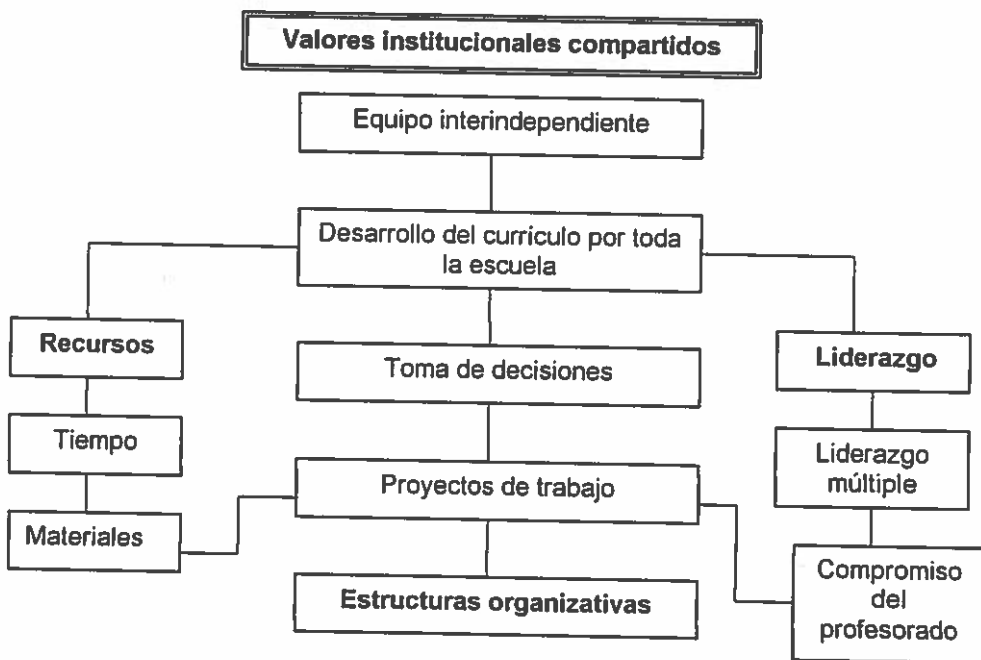 Valores institucionales compartidos
Equipo interindependiente
Desarrollo del currículo por toda
la escuela
Recursos
Toma de decisiones
Liderazgo
Tiempo
Liderazgo
múltiple
Proyectos de trabajo
Materiales
Compromiso
del
profesorado
Estructuras organizativas